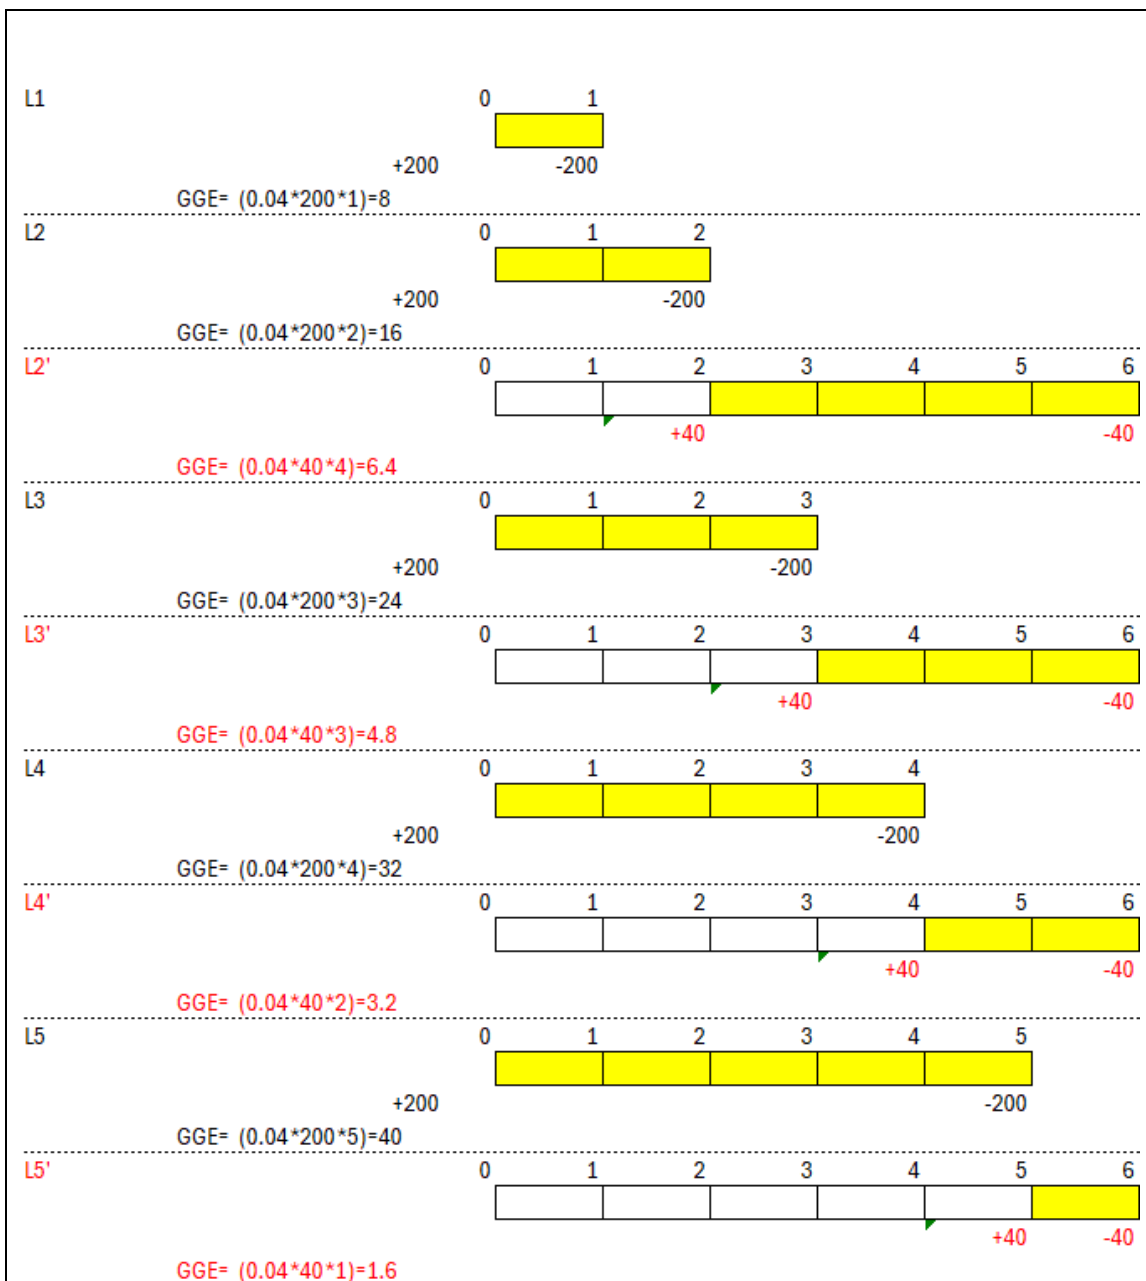 L1 0 1
+200 -200
GGE= (0.04*200*1)=8
L2 0 1 2
+200 -200
GGE= (0.04*200*2)=16
L2' 0 1 2 3 4 5 6
+40 -40
GGE= (0.04*40*4)=6.4
L3 0 1 2 3
+200 -200
GGE= (0.04*200*3)=24
L3' 0 1 2 3 4 5 6
+40 -40
GGE= (0.04*40*3)=4.8
L4 0 1 2 3 4
+200 -200
GGE= (0.04*200*4)=32
L4' 0 1 2 3 4 5 6
+40 -40
GGE= (0.04*40*2)=3.2
L5 0 1 2 3 4 5
+200 -200
GGE= (0.04*200*5)=40
L5' 0 1 2 3 4 5 6
+40 -40
GGE= (0.04*40*1)=1.6